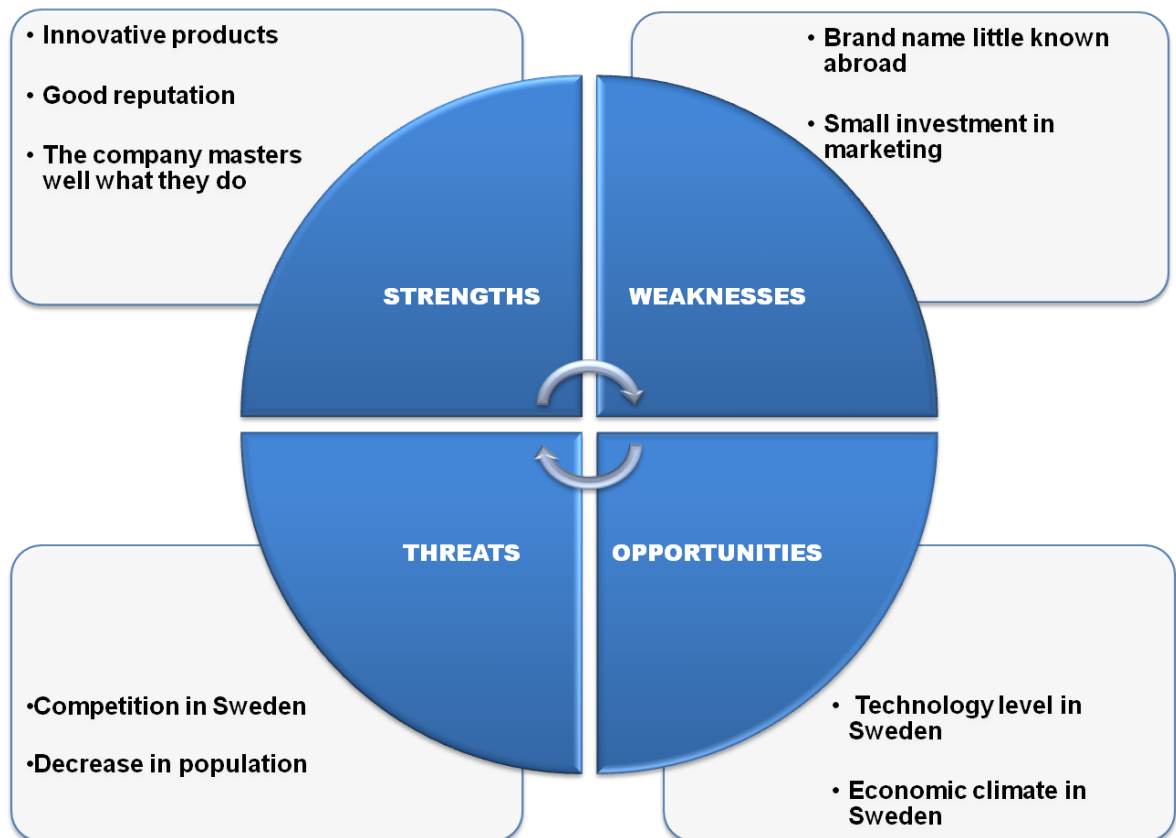 • Innovative products
• Good reputation
• The company masters
well what they do
• Brand name little known
abroad
• Small investment in
marketing
STRENGTHS
WEAKNESSES
THREATS
OPPORTUNITIES
•Competition in Sweden
•Decrease in population
• Technology level in
Sweden
• Economic climate in
Sweden